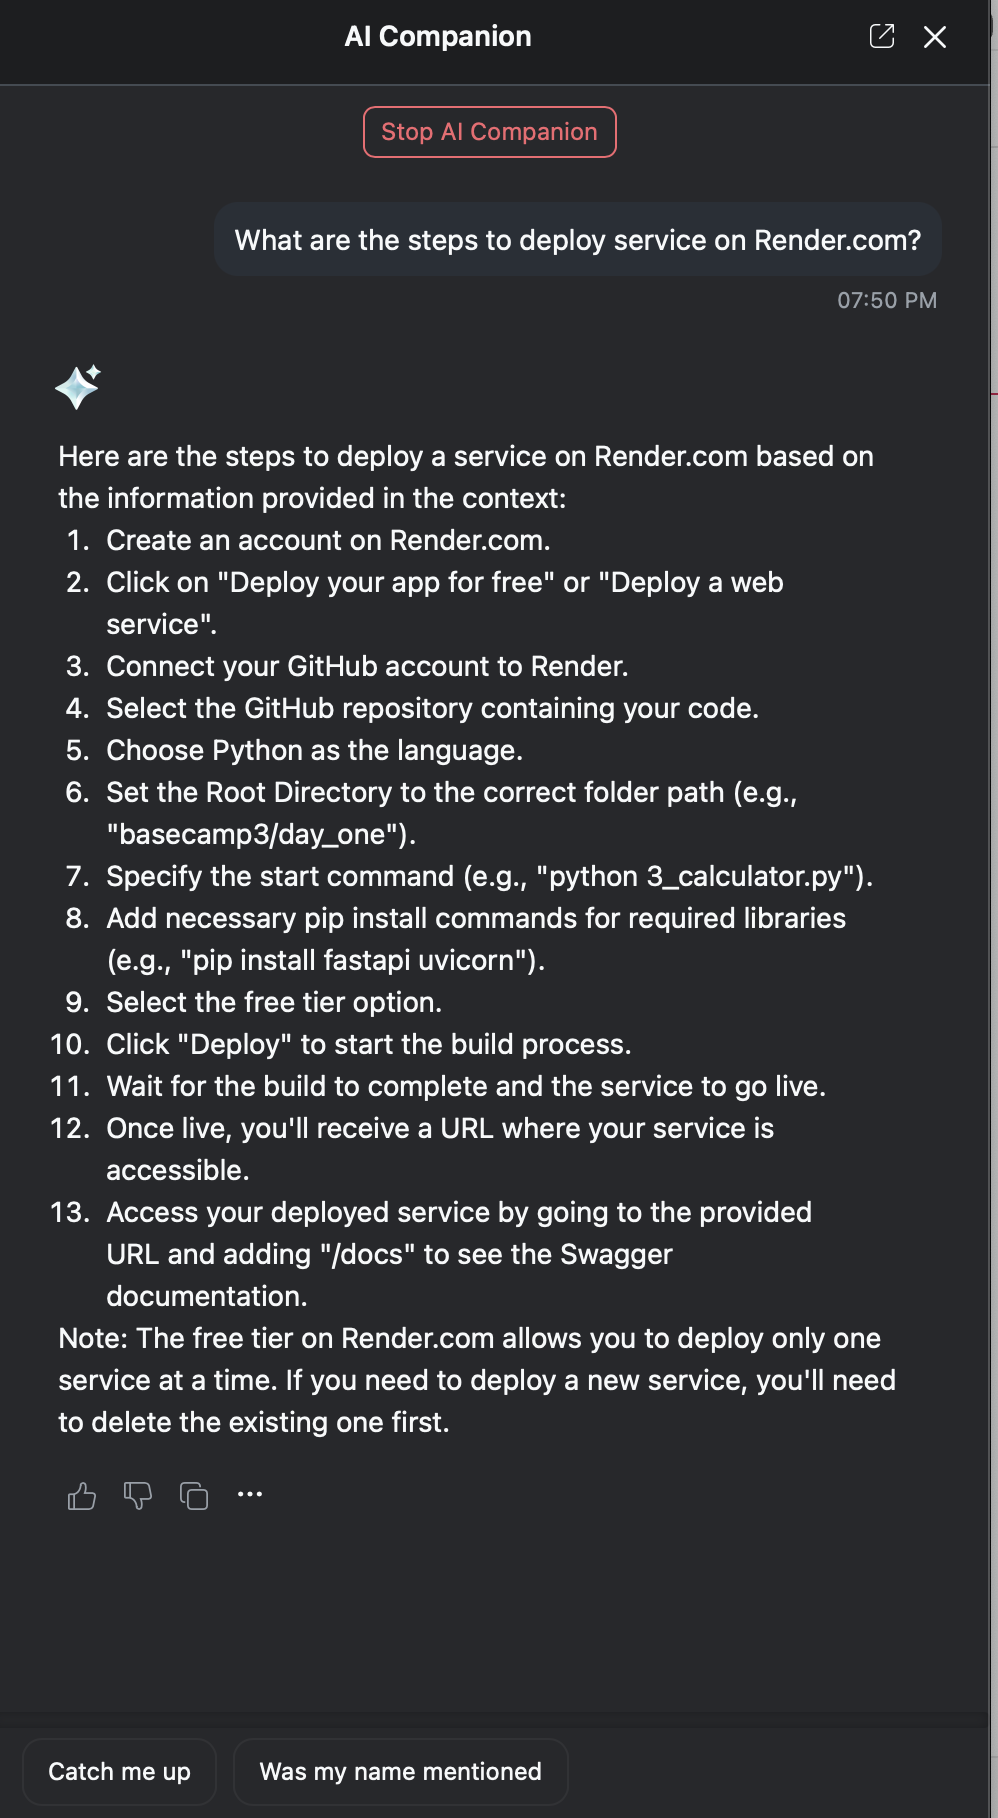 AI Companion
Stop AI Companion
What are the steps to deploy service on Render.com?
07:50 PM
Here are the steps to deploy a service on Render.com based on
the information provided in the context:
1. Create an account on Render.com.
2. Click on "Deploy your app for free" or "Deploy a web
service".
3. Connect your GitHub account to Render.
4. Select the GitHub repository containing your code.
5. Choose Python as the language.
6. Set the Root Directory to the correct folder path (e.g.,
"basecamp3/day_one").
7. Specify the start command (e.g., "python 3_calculator.py").
8. Add necessary pip install commands for required libraries
(e.g., "pip install fastapi uvicorn").
9. Select the free tier option.
10. Click "Deploy" to start the build process.
11. Wait for the build to complete and the service to go live.
12. Once live, you'll receive a URL where your service is
accessible.
13. Access your deployed service by going to the provided
URL and adding "/docs" to see the Swagger
documentation.
Note: The free tier on Render.com allows you to deploy only one
service at a time. If you need to deploy a new service, you'll need
to delete the existing one first.
Catch me up
Was my name mentioned